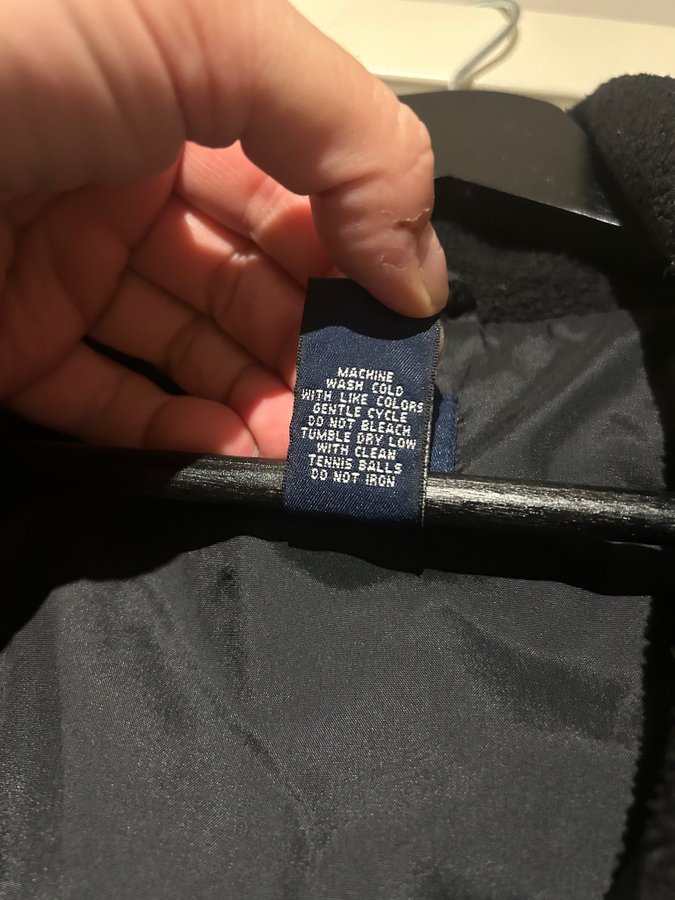 MACHINE
WASH COLD
WITH LIKE COLORS
GENTLE CYCLE
DO NOT BLEACH
TUMBLE DRY LOW
WITH CLEAN
TENNIS BALLS
DO NOT IRON